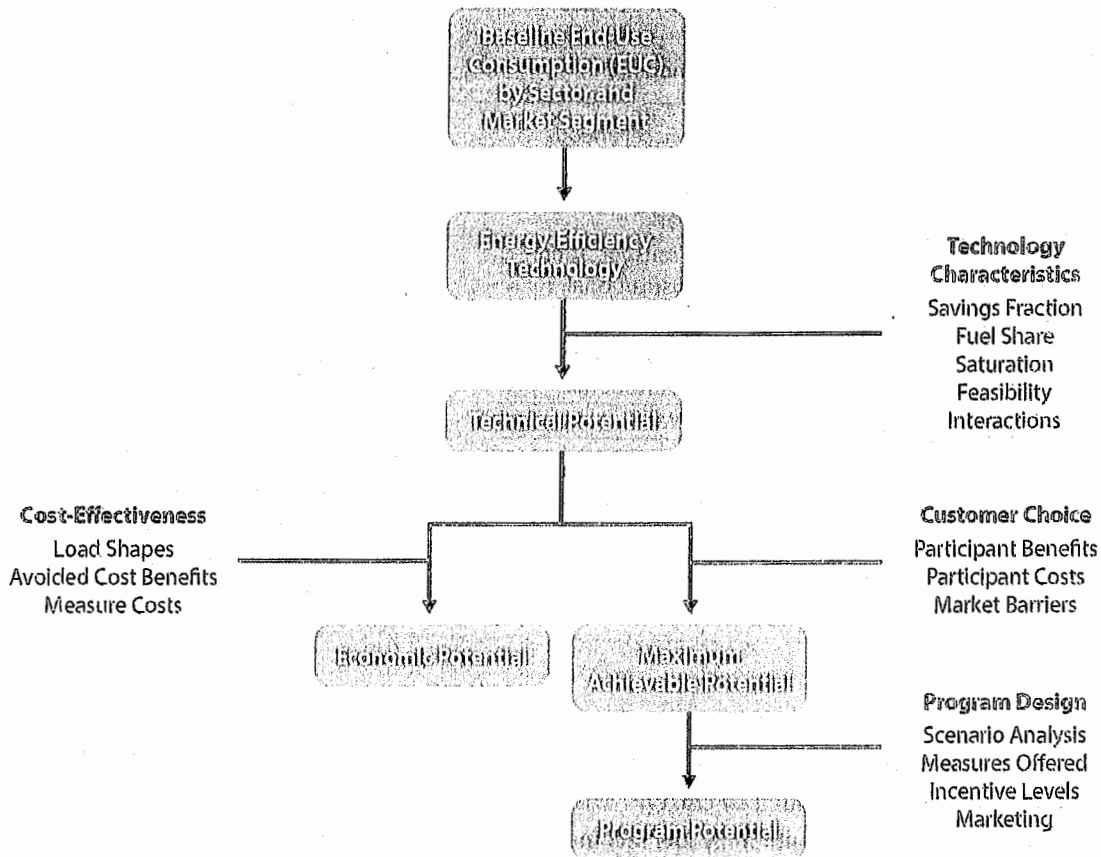 Baseline End-Use
Consumption (EUC)
by Sector and
Market Segment
Energy Efficiency
Technology
Technology
Characteristics
Savings Fraction
Fuel Share
Saturation
Feasibility
Interactions
Technical Potential
Cost-Effectiveness
Load Shapes
Avoided Cost Benefits
Measure Costs
Customer Choice
Participant Benefits
Participant Costs
Market Barriers
Economic Potential
Maximum
Achievable Potential
Program Design
Scenario Analysis
Measures Offered
Incentive Levels
Marketing
Program Potential